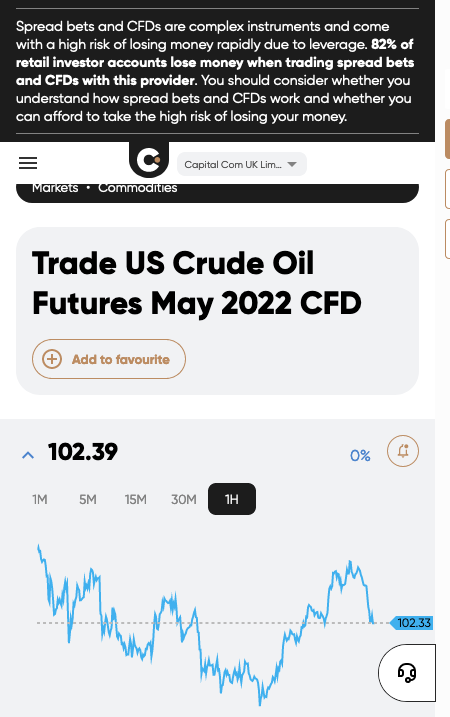 Spread bets and CFDs are complex instruments and come
with a high risk of losing money rapidly due to leverage. 82% of
retail investor accounts lose money when trading spread bets
and CFDs with this provider. You should consider whether you
understand how spread bets and CFDs work and whether you
can afford to take the high risk of losing your money.
Capital Com UK Lim...
Markets • Commodities
Trade US Crude Oil
Futures May 2022 CFD
Add to favourite
102.39
0%
1M 5M 15M 30M 1H
102.33